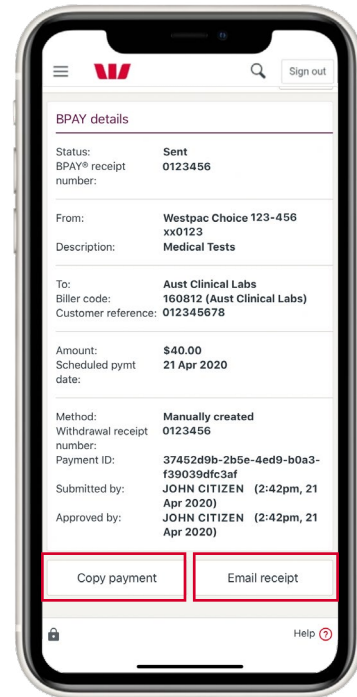 Sign out
BPAY details
Status: Sent
BPAY® receipt number: 0123456
From: Westpac Choice 123-456 xx0123
Description: Medical Tests
To: Aust Clinical Labs
Biller code: 160812 (Aust Clinical Labs)
Customer reference: 012345678
Amount: $40.00
Scheduled pymt date: 21 Apr 2020
Method: Manually created
Withdrawal receipt number: 0123456
Payment ID: 37452d9b-2b5e-4ed9-b0a3-f39039dfc3af
Submitted by: JOHN CITIZEN (2:42pm, 21 Apr 2020)
Approved by: JOHN CITIZEN (2:42pm, 21 Apr 2020)
Copy payment
Email receipt
Help ?